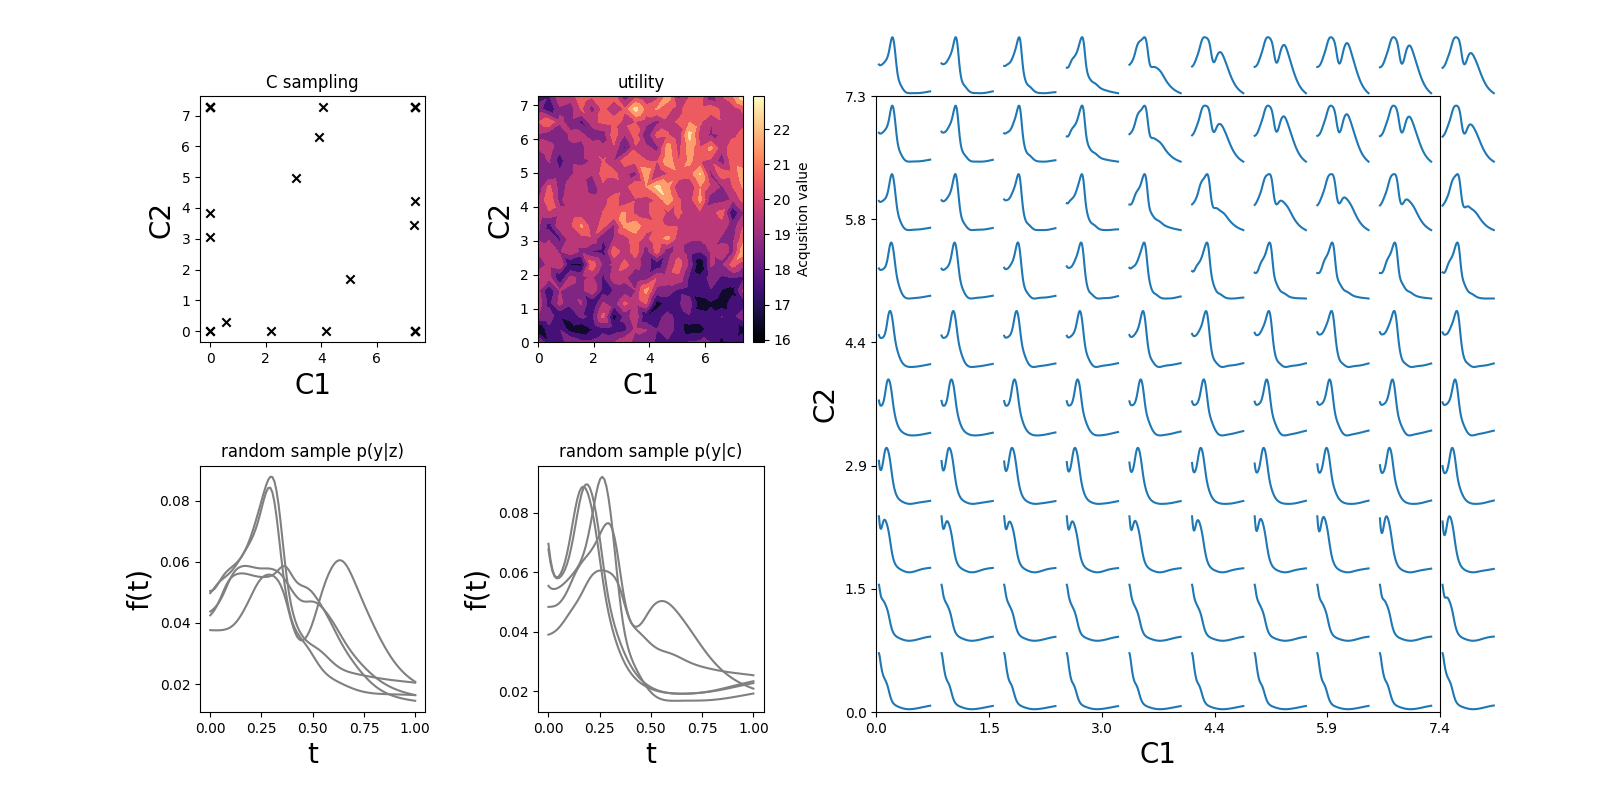 C sampling
C2
7
6
5
4
3
2
1
0
0 2 4 6
C1
utility
C2
7
6
5
4
3
2
1
0
0 2 4 6
C1
22
21
20
19
18
17
16
Acqusition value
random sample p(y|z)
f(t)
0.08
0.06
0.04
0.02
0.00 0.25 0.50 0.75 1.00
t
random sample p(y|c)
f(t)
0.08
0.06
0.04
0.02
0.00 0.25 0.50 0.75 1.00
t
C2
7.3
5.8
4.4
2.9
1.5
0.0
0.0 1.5 3.0 4.4 5.9 7.4
C1